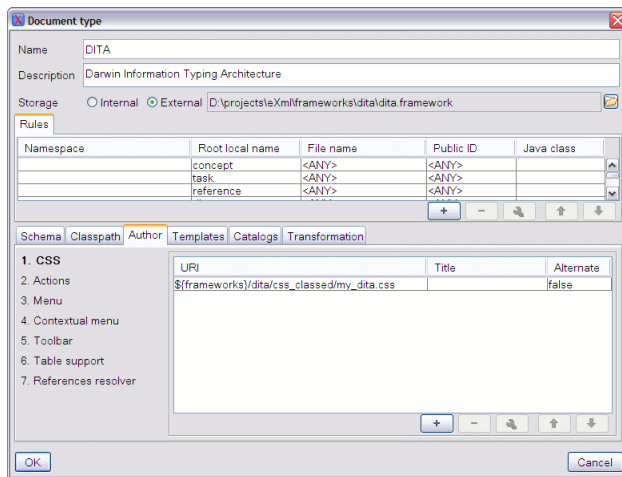 Document type
Name DITA
Description Darwin Information Typing Architecture
Storage Internal External D:\projects\eXml\frameworks\dita\dita.framework
Rules
Namespace Root local name File name Public ID Java class
concept <ANY> <ANY>
task <ANY> <ANY>
reference <ANY> <ANY>
Schema Classpath Author Templates Catalogs Transformation
1. CSS
2. Actions
3. Menu
4. Contextual menu
5. Toolbar
6. Table support
7. References resolver
URI Title Alternate
${frameworks}/dita/css_classed/my_dita.css false
OK Cancel